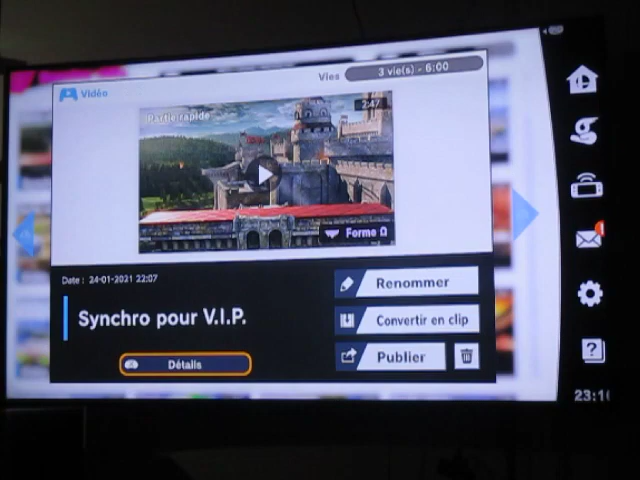 Vidéo
Vies
3 vie(s) - 6:00
Partie rapide
2:47
Forme Ω
Date : 24-01-2021 22:07
Synchro pour V.I.P.
Détails
Renommer
Convertir en clip
Publier
?